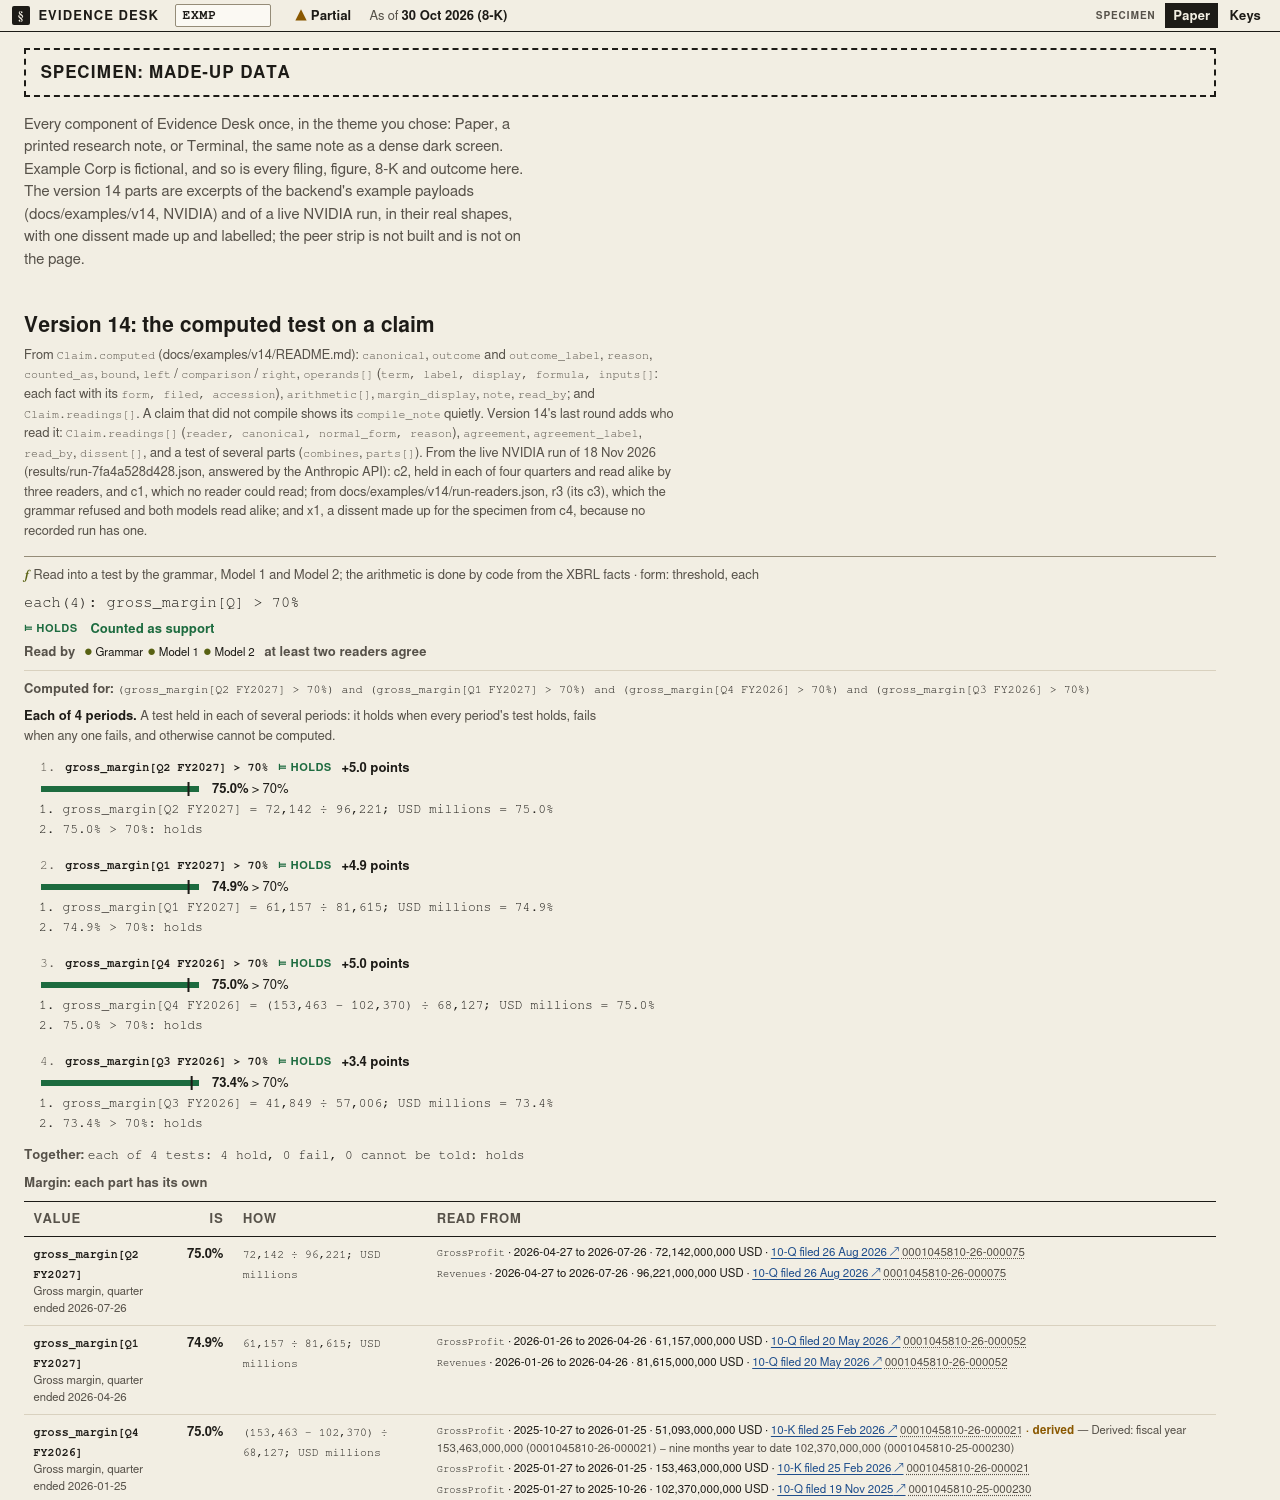 § EVIDENCE DESK EXMP ▲ Partial As of 30 Oct 2026 (8-K) SPECIMEN Paper Keys
SPECIMEN: MADE-UP DATA
Every component of Evidence Desk once, in the theme you chose: Paper, a
printed research note, or Terminal, the same note as a dense dark screen.
Example Corp is fictional, and so is every filing, figure, 8-K and outcome here.
The version 14 parts are excerpts of the backend's example payloads
(docs/examples/v14, NVIDIA) and of a live NVIDIA run, in their real shapes,
with one dissent made up and labelled; the peer strip is not built and is not on
the page.
Version 14: the computed test on a claim
From Claim.computed (docs/examples/v14/README.md): canonical, outcome and outcome_label, reason,
counted_as, bound, left / comparison / right, operands[] (term, label, display, formula, inputs[]:
each fact with its form, filed, accession), arithmetic[], margin_display, note, read_by; and
Claim.readings[]. A claim that did not compile shows its compile_note quietly. Version 14's last round adds who
read it: Claim.readings[] (reader, canonical, normal_form, reason), agreement, agreement_label,
read_by, dissent[], and a test of several parts (combines, parts[]). From the live NVIDIA run of 18 Nov 2026
(results/run-7fa4a528d428.json, answered by the Anthropic API): c2, held in each of four quarters and read alike by
three readers, and c1, which no reader could read; from docs/examples/v14/run-readers.json, r3 (its c3), which the
grammar refused and both models read alike; and x1, a dissent made up for the specimen from c4, because no
recorded run has one.
ƒ Read into a test by the grammar, Model 1 and Model 2; the arithmetic is done by code from the XBRL facts · form: threshold, each
each(4): gross_margin[Q] > 70%
⊨ HOLDS Counted as support
Read by ● Grammar ● Model 1 ● Model 2 at least two readers agree
Computed for: (gross_margin[Q2 FY2027] > 70%) and (gross_margin[Q1 FY2027] > 70%) and (gross_margin[Q4 FY2026] > 70%) and (gross_margin[Q3 FY2026] > 70%)
Each of 4 periods. A test held in each of several periods: it holds when every period's test holds, fails
when any one fails, and otherwise cannot be computed.
1. gross_margin[Q2 FY2027] > 70% ⊨ HOLDS +5.0 points
75.0% > 70%
1. gross_margin[Q2 FY2027] = 72,142 ÷ 96,221; USD millions = 75.0%
2. 75.0% > 70%: holds
2. gross_margin[Q1 FY2027] > 70% ⊨ HOLDS +4.9 points
74.9% > 70%
1. gross_margin[Q1 FY2027] = 61,157 ÷ 81,615; USD millions = 74.9%
2. 74.9% > 70%: holds
3. gross_margin[Q4 FY2026] > 70% ⊨ HOLDS +5.0 points
75.0% > 70%
1. gross_margin[Q4 FY2026] = (153,463 − 102,370) ÷ 68,127; USD millions = 75.0%
2. 75.0% > 70%: holds
4. gross_margin[Q3 FY2026] > 70% ⊨ HOLDS +3.4 points
73.4% > 70%
1. gross_margin[Q3 FY2026] = 41,849 ÷ 57,006; USD millions = 73.4%
2. 73.4% > 70%: holds
Together: each of 4 tests: 4 hold, 0 fail, 0 cannot be told: holds
Margin: each part has its own
VALUE IS HOW READ FROM
gross_margin[Q2 75.0% 72,142 ÷ 96,221; USD GrossProfit · 2026-04-27 to 2026-07-26 · 72,142,000,000 USD · 10-Q filed 26 Aug 2026 ↗ 0001045810-26-000075
FY2027] millions Revenues · 2026-04-27 to 2026-07-26 · 96,221,000,000 USD · 10-Q filed 26 Aug 2026 ↗ 0001045810-26-000075
Gross margin, quarter
ended 2026-07-26
gross_margin[Q1 74.9% 61,157 ÷ 81,615; USD GrossProfit · 2026-01-26 to 2026-04-26 · 61,157,000,000 USD · 10-Q filed 20 May 2026 ↗ 0001045810-26-000052
FY2027] millions Revenues · 2026-01-26 to 2026-04-26 · 81,615,000,000 USD · 10-Q filed 20 May 2026 ↗ 0001045810-26-000052
Gross margin, quarter
ended 2026-04-26
gross_margin[Q4 75.0% (153,463 − 102,370) ÷ GrossProfit · 2025-10-27 to 2026-01-25 · 51,093,000,000 USD · 10-K filed 25 Feb 2026 ↗ 0001045810-26-000021 · derived — Derived: fiscal year
FY2026] 68,127; USD millions 153,463,000,000 (0001045810-26-000021) − nine months year to date 102,370,000,000 (0001045810-25-000230)
Gross margin, quarter GrossProfit · 2025-01-27 to 2026-01-25 · 153,463,000,000 USD · 10-K filed 25 Feb 2026 ↗ 0001045810-26-000021
ended 2026-01-25 GrossProfit · 2025-01-27 to 2025-10-26 · 102,370,000,000 USD · 10-Q filed 19 Nov 2025 ↗ 0001045810-25-000230